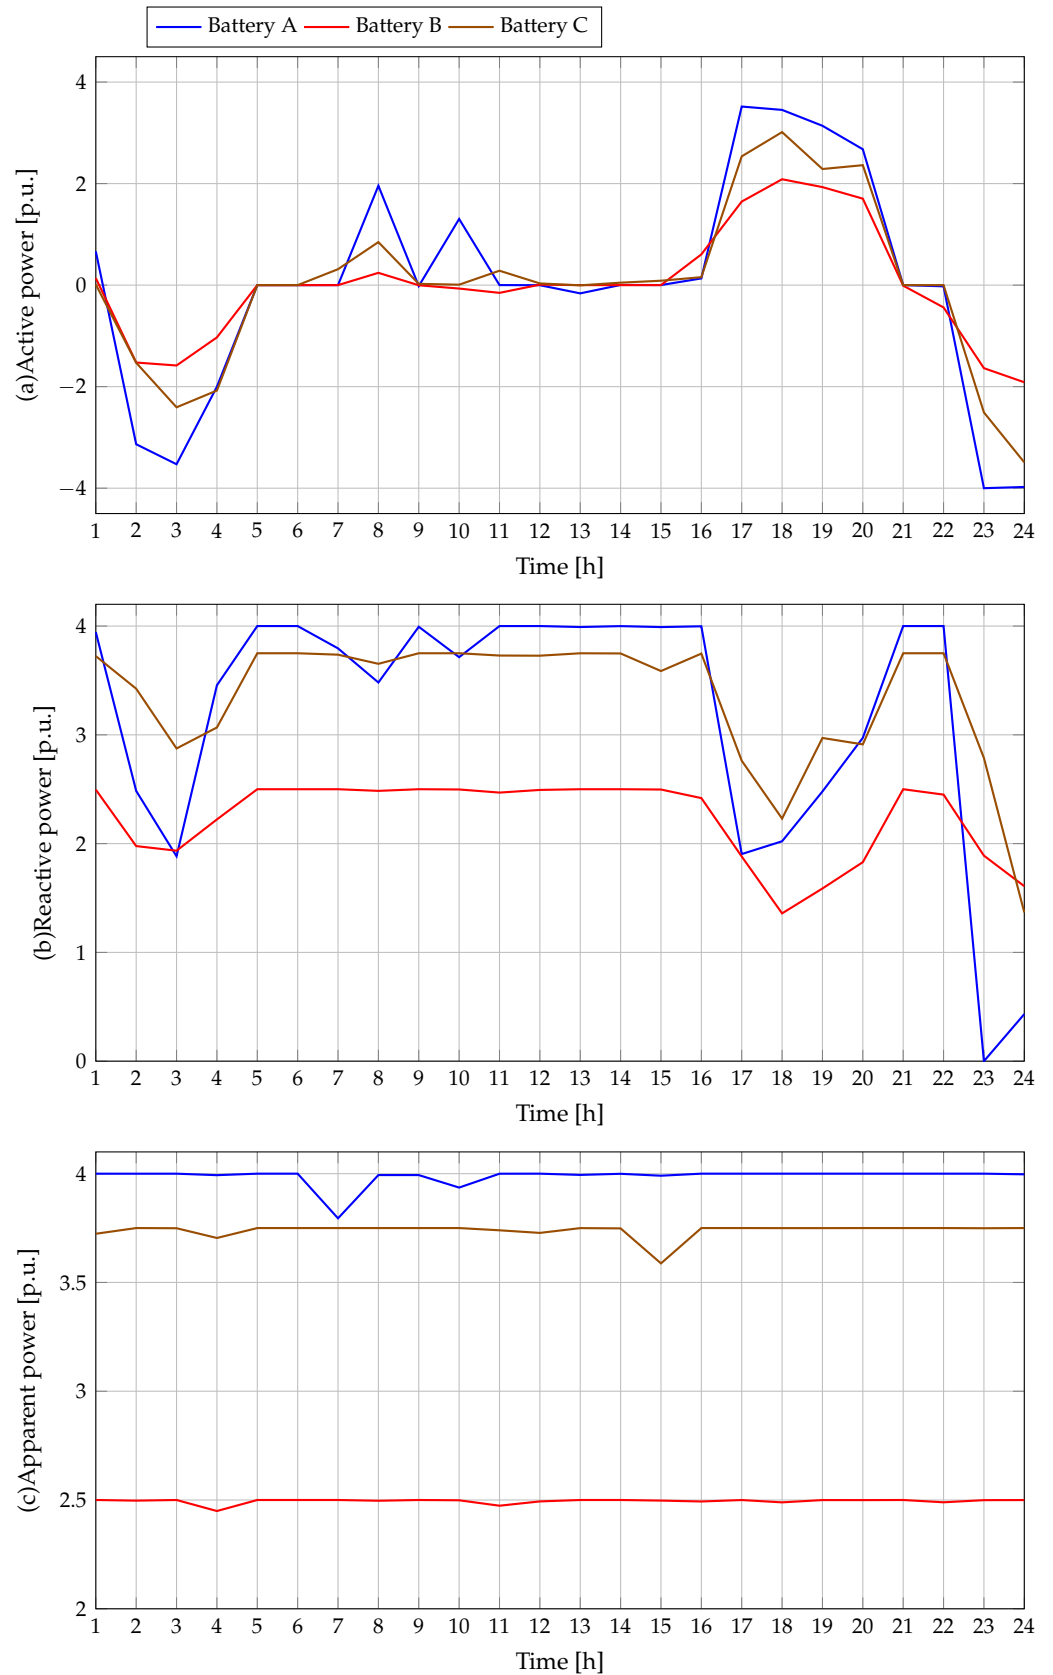 Battery A Battery B Battery C
(a)Active power [p.u.]
4
2
0
−2
−4
1 2 3 4 5 6 7 8 9 10 11 12 13 14 15 16 17 18 19 20 21 22 23 24
Time [h]
(b)Reactive power [p.u.]
4
3
2
1
0
1 2 3 4 5 6 7 8 9 10 11 12 13 14 15 16 17 18 19 20 21 22 23 24
Time [h]
(c)Apparent power [p.u.]
4
3.5
3
2.5
2
1 2 3 4 5 6 7 8 9 10 11 12 13 14 15 16 17 18 19 20 21 22 23 24
Time [h]